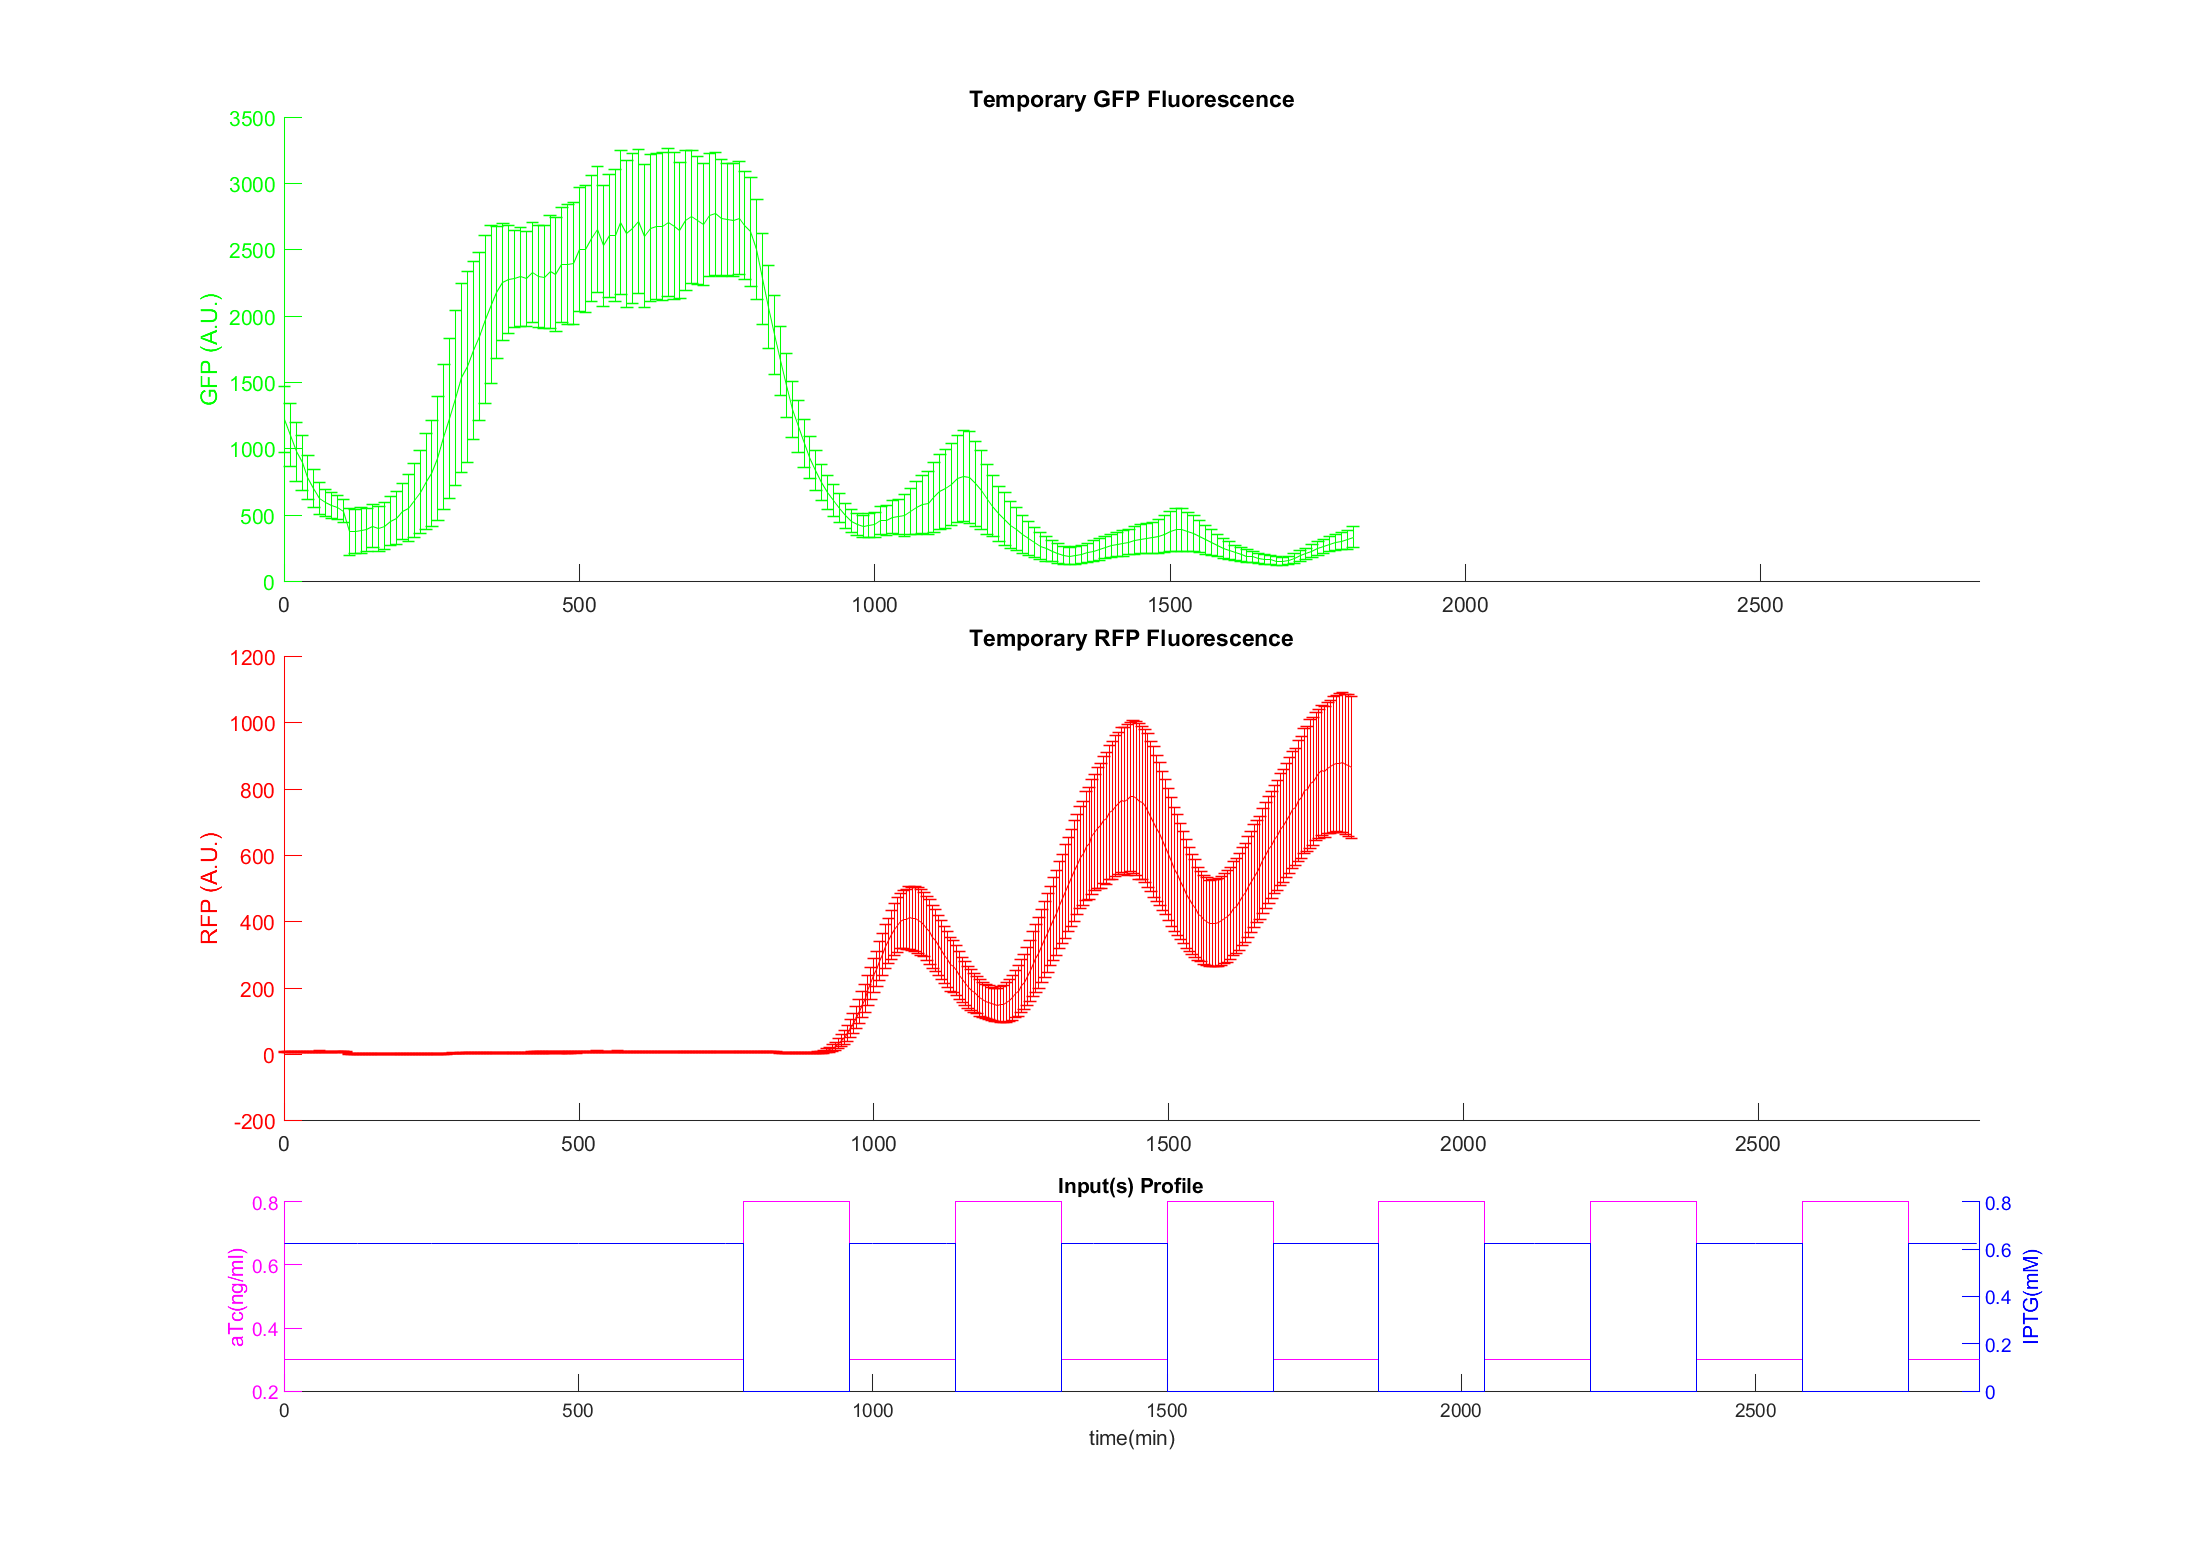 Temporary GFP Fluorescence
3500
3000
2500
2000
1500
1000
500
0
GFP (A.U.)
0 500 1000 1500 2000 2500
Temporary RFP Fluorescence
1200
1000
800
600
400
200
0
-200
RFP (A.U.)
0 500 1000 1500 2000 2500
Input(s) Profile
0.8
0.6
0.4
0.2
aTc(ng/ml)
0.8
0.6
0.4
0.2
0
IPTG(mM)
0 500 1000 1500 2000 2500
time(min)